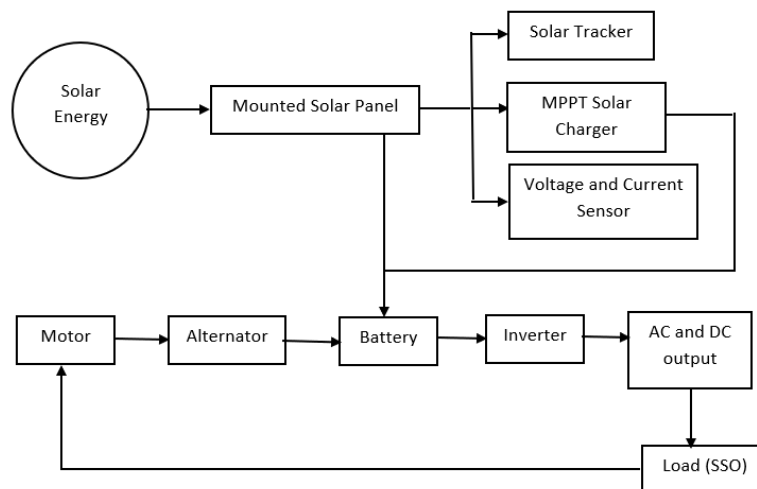 Solar Tracker
Solar
Energy
Mounted Solar Panel
MPPT Solar
Charger
Voltage and Current
Sensor
Motor
Alternator
Battery
Inverter
AC and DC
output
Load (SSO)